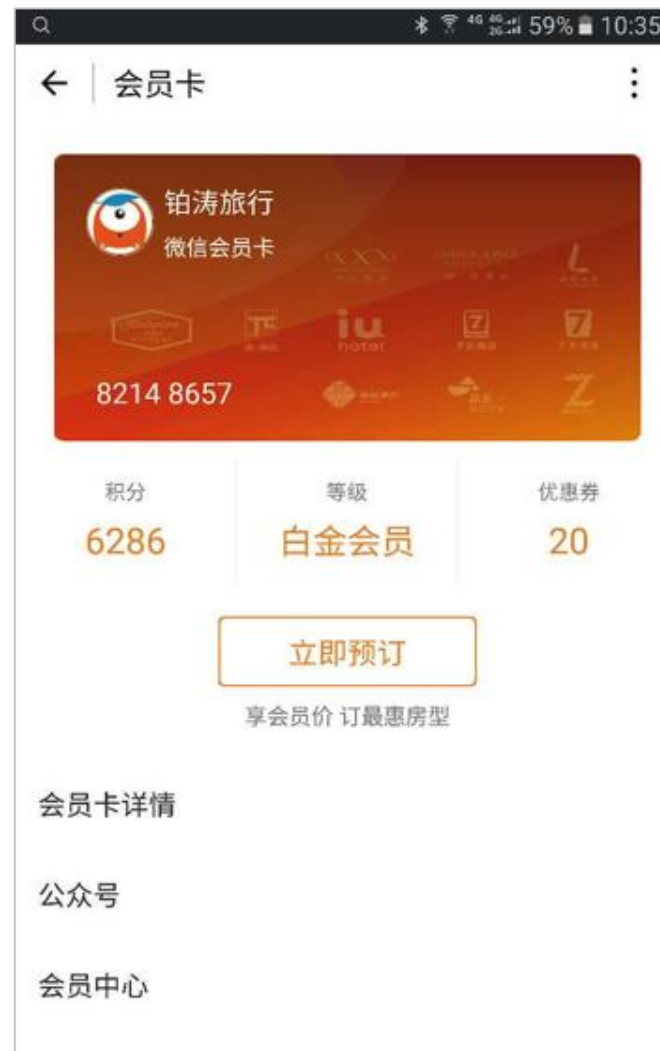 59% 10:35
会员卡
铂涛旅行
微信会员卡
iu
hotel
7
7
Z
8214 8657
积分 等级 优惠券
6286 白金会员 20
立即预订
享会员价 订最惠房型
会员卡详情
公众号
会员中心